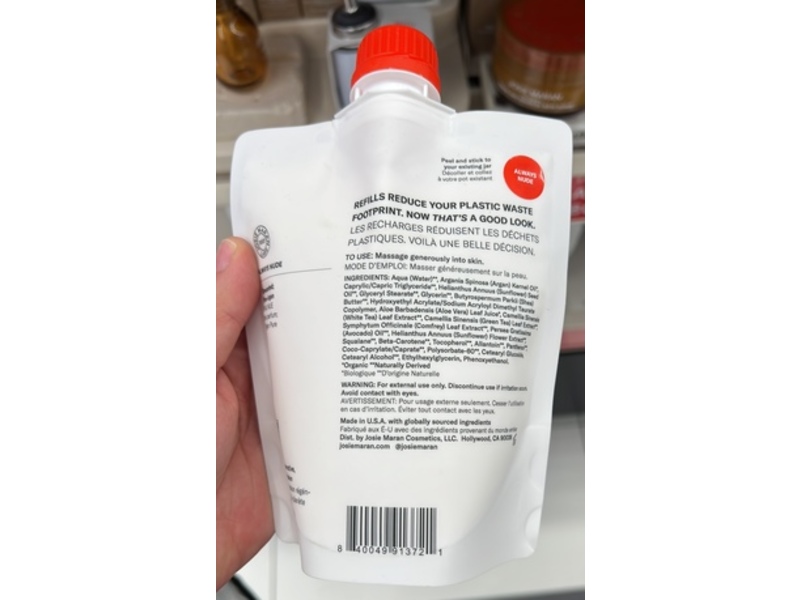 Peel and stick to
your existing jar
Décoller et collez
à votre pot existant
ALWAYS
NUDE
REFILLS REDUCE YOUR PLASTIC WASTE
FOOTPRINT. NOW THAT'S A GOOD LOOK.
LES RECHARGES RÉDUISENT LES DÉCHETS
PLASTIQUES. VOILÀ UNE BELLE DÉCISION.
NUDE
TO USE: Massage generously into skin.
MODE D'EMPLOI: Masser généreusement sur la peau.
INGREDIENTS: Aqua (Water)**, Argania Spinosa (Argan) Kernel Oil*,
Caprylic/Capric Triglyceride**, Helianthus Annuus (Sunflower) Seed
Oil**, Glyceryl Stearate**, Glycerin**, Butyrospermum Parkii (Shea)
Butter**, Hydroxyethyl Acrylate/Sodium Acryloyl Dimethyl Taurate
Copolymer, Aloe Barbadensis (Aloe Vera) Leaf Juice*, Camellia Sinensis
(White Tea) Leaf Extract**, Camellia Sinensis (Green Tea) Leaf Extract*,
Symphytum Officinale (Comfrey) Leaf Extract**, Persea Gratissima
(Avocado) Oil**, Helianthus Annuus (Sunflower) Flower Extract*,
Squalene**, Beta-Carotene**, Tocopherol**, Allantoin**,
Coco-Caprylate/Caprate**, Polysorbate-60**, Cetearyl Glucoside,
Cetearyl Alcohol**, Ethylhexylglycerin, Phenoxyethanol.
*Organic **Naturally Derived
*Biologique **D'origine Naturelle
WARNING: For external use only. Discontinue use if irritation occurs.
Avoid contact with eyes.
AVERTISSEMENT: Pour usage externe seulement. Cesser l'utilisation
en cas d'irritation. Éviter tout contact avec les yeux.
Made in U.S.A. with globally sourced ingredients
Fabriqué aux É-U avec des ingrédients provenant du monde entier
Dist. by Josie Maran Cosmetics, LLC. Hollywood, CA 90028
josiemaran.com @josiemaran
8 40049 91372 1